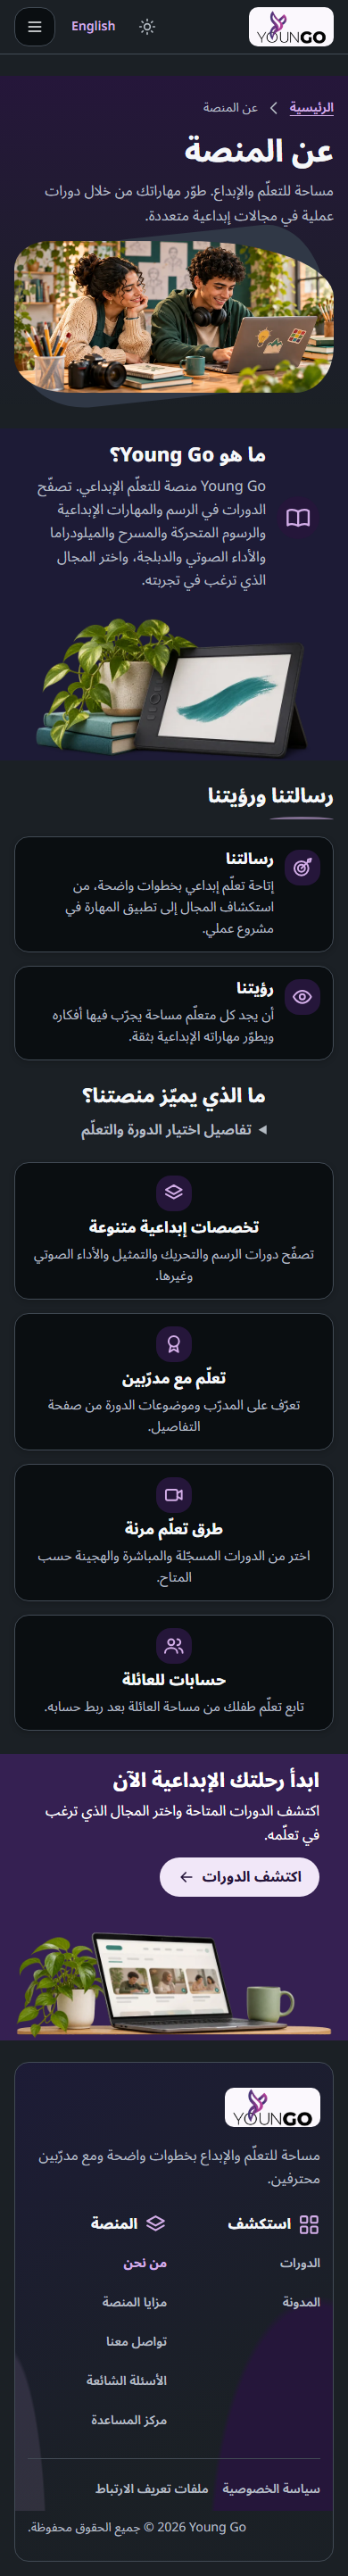 English
YOUNGO
الرئيسية
عن المنصة
عن المنصة
مساحة للتعلّم والإبداع. طوّر مهاراتك من خلال دورات
عملية في مجالات إبداعية متعددة.
ما هو Young Go؟
Young Go منصة للتعلّم الإبداعي. تصفّح
الدورات في الرسم والمهارات الإبداعية
والرسوم المتحركة والمسرح والميلودراما
والأداء الصوتي والدبلجة، واختر المجال
الذي ترغب في تجربته.
رسالتنا ورؤيتنا
رسالتنا
إتاحة تعلّم إبداعي بخطوات واضحة، من
استكشاف المجال إلى تطبيق المهارة في
مشروع عملي.
رؤيتنا
أن يجد كل متعلّم مساحة يجرّب فيها أفكاره
ويطوّر مهاراته الإبداعية بثقة.
ما الذي يميّز منصتنا؟
تفاصيل اختيار الدورة والتعلّم
تخصصات إبداعية متنوعة
تصفّح دورات الرسم والتحريك والتمثيل والأداء الصوتي
وغيرها.
تعلّم مع مدرّبين
تعرّف على المدرّب وموضوعات الدورة من صفحة
التفاصيل.
طرق تعلّم مرنة
اختر من الدورات المسجّلة والمباشرة والهجينة حسب
المتاح.
حسابات للعائلة
تابع تعلّم طفلك من مساحة العائلة بعد ربط حسابه.
ابدأ رحلتك الإبداعية الآن
اكتشف الدورات المتاحة واختر المجال الذي ترغب
في تعلّمه.
اكتشف الدورات
YOUNGO
مساحة للتعلّم والإبداع بخطوات واضحة ومع مدرّبين
محترفين.
استكشف
الدورات
المدونة
المنصة
من نحن
مزايا المنصة
تواصل معنا
الأسئلة الشائعة
مركز المساعدة
سياسة الخصوصية
ملفات تعريف الارتباط
© 2026 Young Go جميع الحقوق محفوظة.